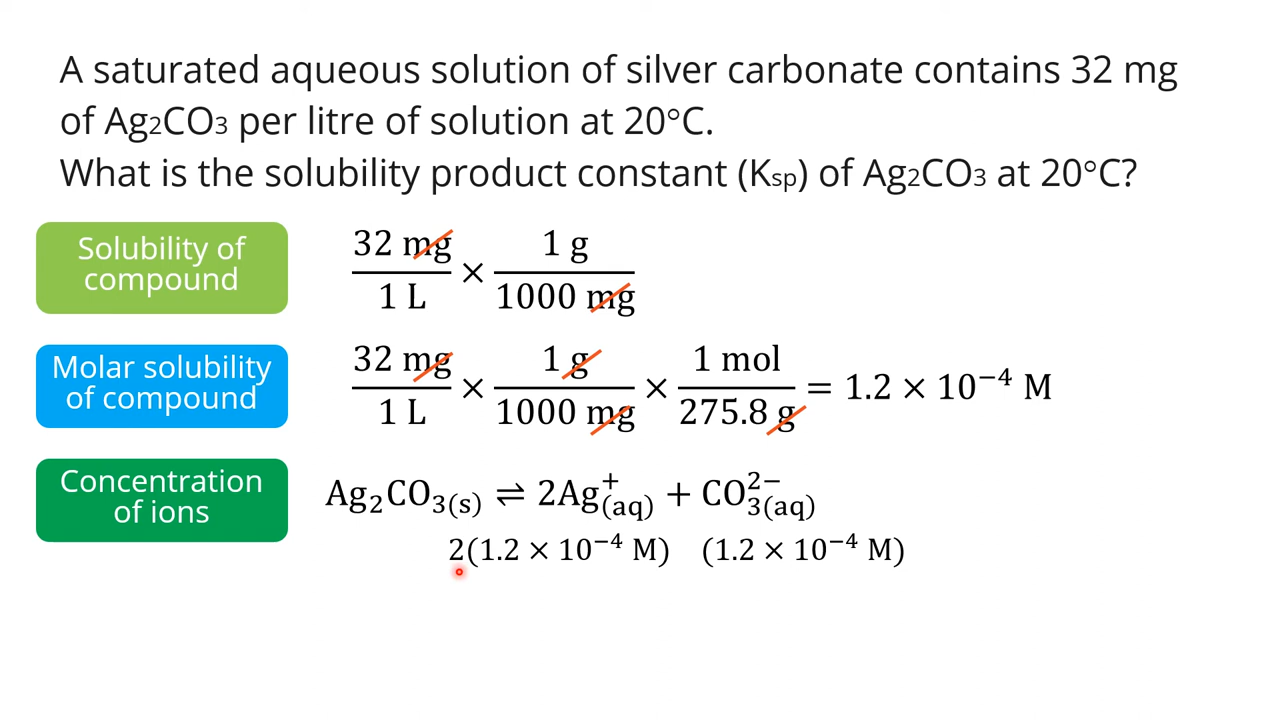 A saturated aqueous solution of silver carbonate contains 32 mg
of Ag₂CO₃ per litre of solution at 20°C.
What is the solubility product constant (Kₛₚ) of Ag₂CO₃ at 20°C?
Solubility of
compound
32 mg / 1 L × 1 g / 1000 mg
Molar solubility
of compound
32 mg / 1 L × 1 g / 1000 mg × 1 mol / 275.8 g = 1.2 × 10⁻⁴ M
Concentration
of ions
Ag₂CO₃(s) ⇌ 2Ag⁺(aq) + CO₃²⁻(aq)
2(1.2 × 10⁻⁴ M) (1.2 × 10⁻⁴ M)